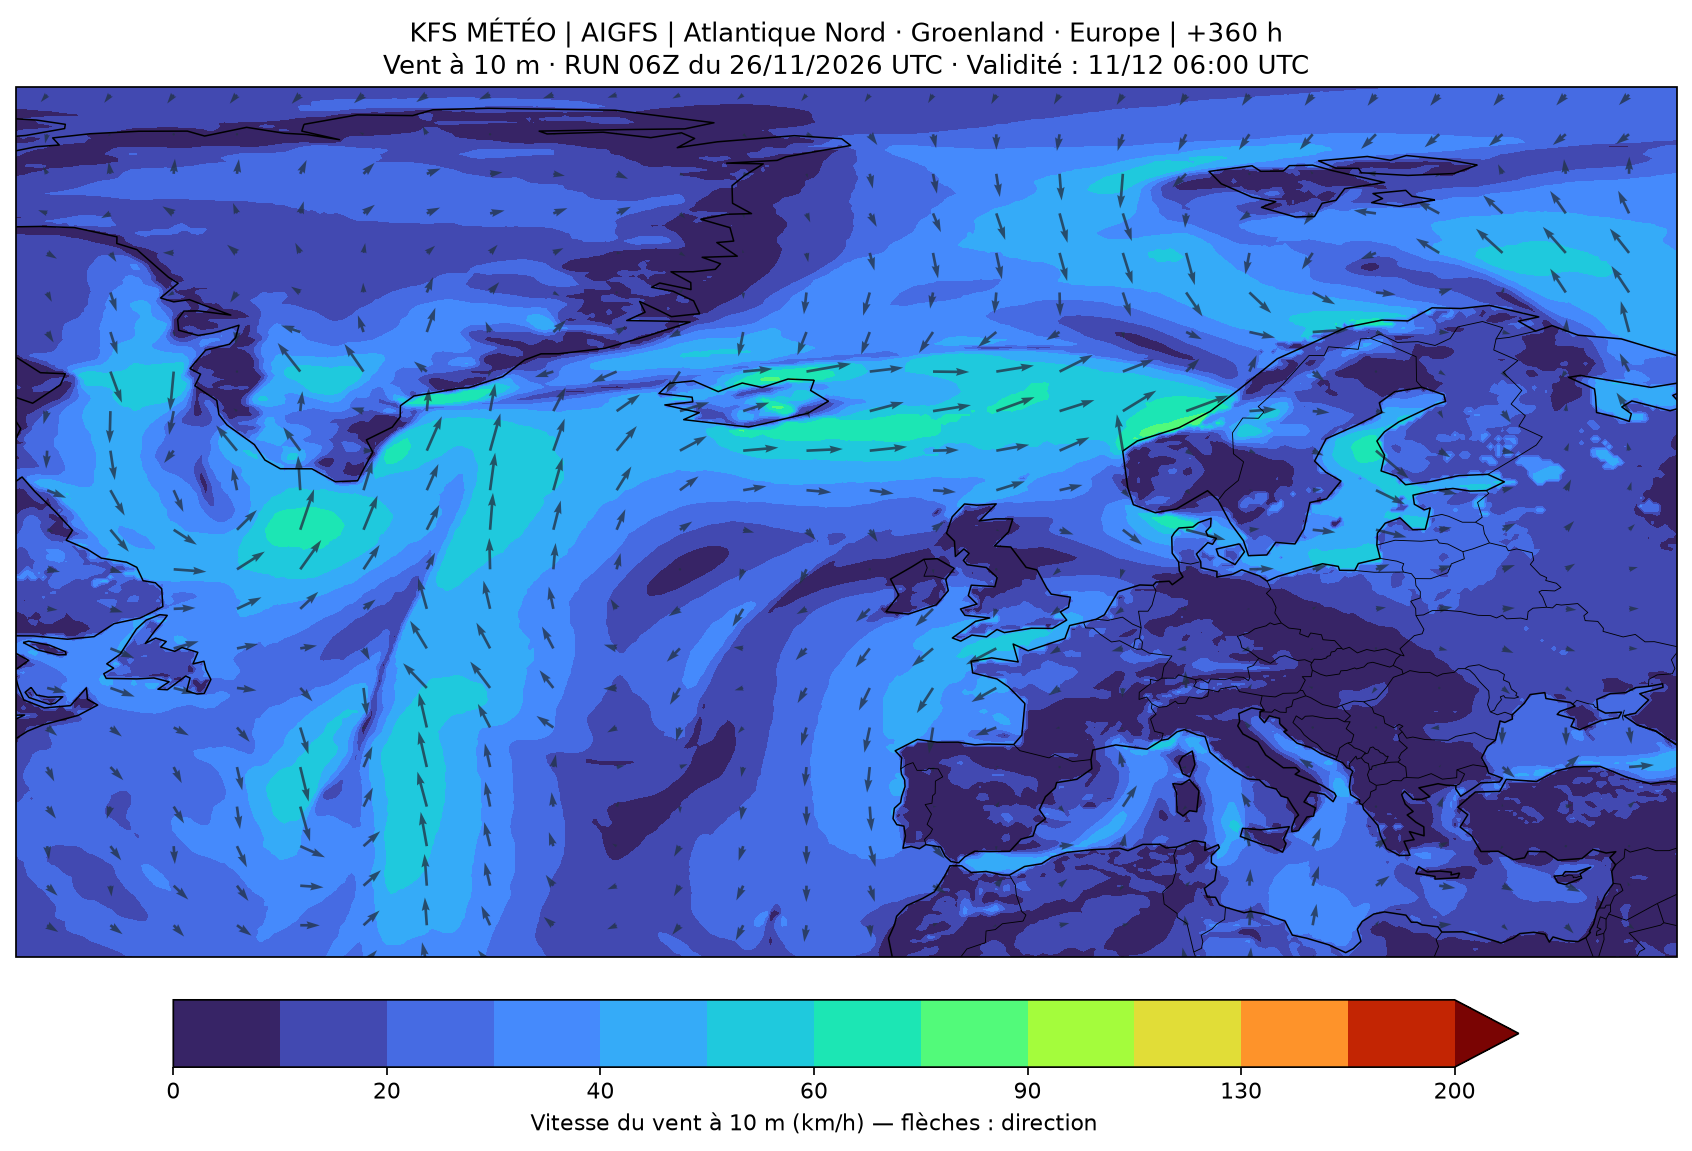 KFS MÉTÉO | AIGFS | Atlantique Nord · Groenland · Europe | +360 h
Vent à 10 m · RUN 06Z du 26/11/2026 UTC · Validité : 11/12 06:00 UTC
0 20 40 60 90 130 200
Vitesse du vent à 10 m (km/h) — flèches : direction